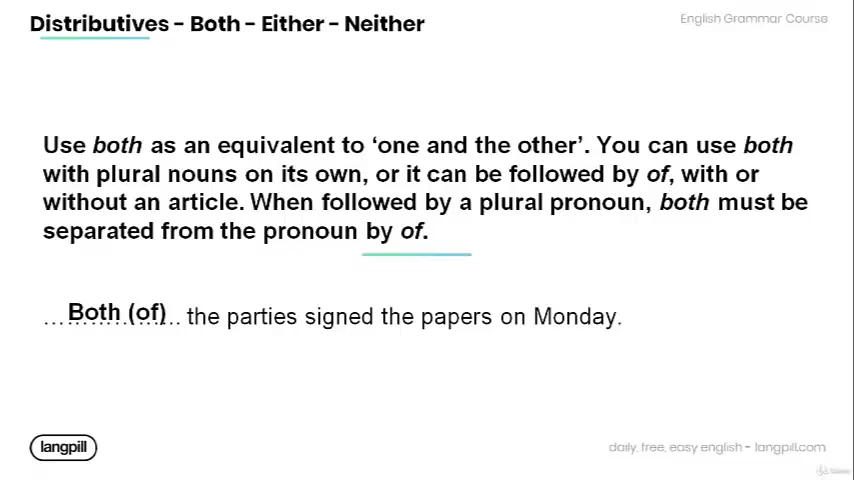 Distributives – Both – Either – Neither
English Grammar Course
Use both as an equivalent to ‘one and the other’. You can use both
with plural nouns on its own, or it can be followed by of, with or
without an article. When followed by a plural pronoun, both must be
separated from the pronoun by of.
...Both (of)... the parties signed the papers on Monday.
langpill
daily, free, easy english – langpill.com